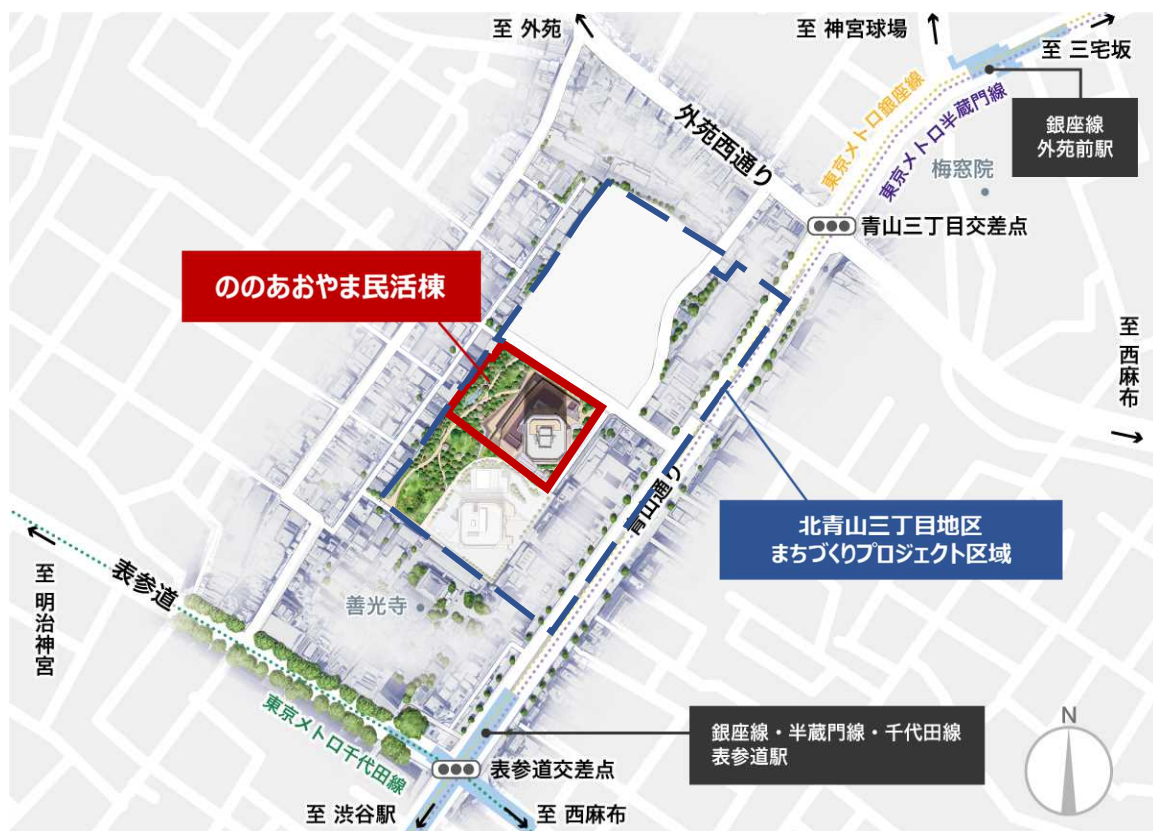 至 外苑
至 神宮球場
至 三宅坂
東京メトロ銀座線
東京メトロ半蔵門線
銀座線
外苑前駅
外苑西通り
梅窓院
青山三丁目交差点
ののあおやま民活棟
至 西麻布
青山通り
北青山三丁目地区
まちづくりプロジェクト区域
至 明治神宮
表参道
善光寺
東京メトロ千代田線
銀座線・半蔵門線・千代田線
表参道駅
N
表参道交差点
至 渋谷駅
至 西麻布